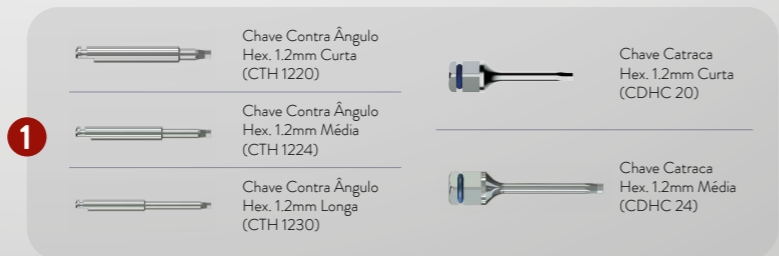 1
Chave Contra Ângulo
Hex. 1.2mm Curta
(CTH 1220)
Chave Contra Ângulo
Hex. 1.2mm Média
(CTH 1224)
Chave Contra Ângulo
Hex. 1.2mm Longa
(CTH 1230)
Chave Catraca
Hex. 1.2mm Curta
(CDHC 20)
Chave Catraca
Hex. 1.2mm Média
(CDHC 24)